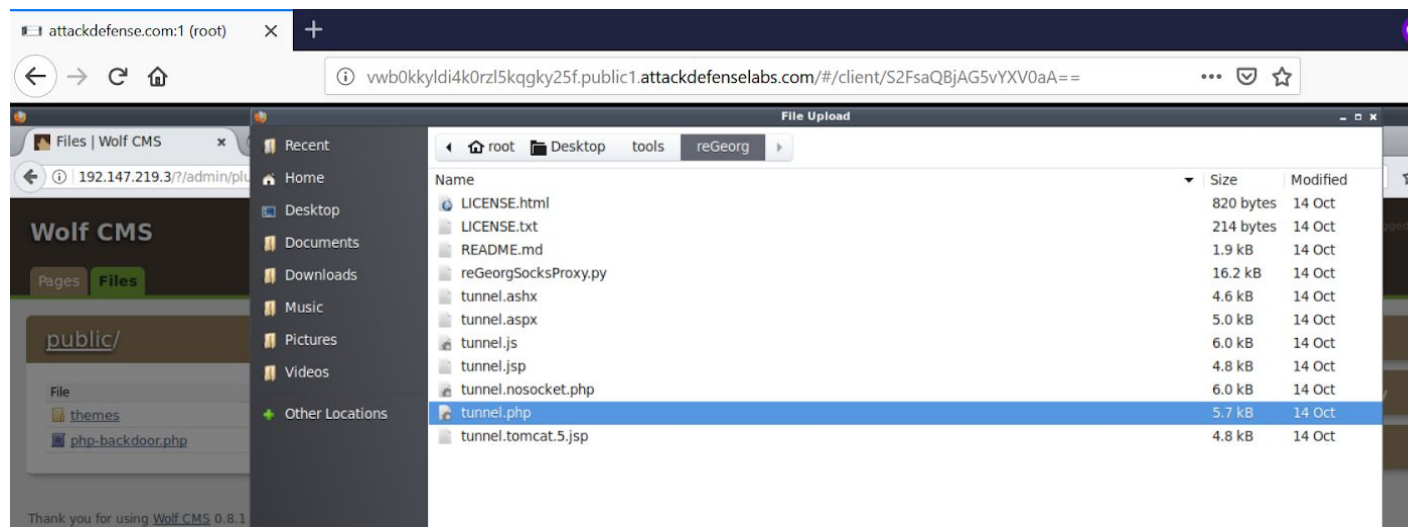 attackdefense.com:1 (root)
vwb0kkyldi4k0rzl5kqgky25f.public1.attackdefenselabs.com/#/client/S2FsaQBjAG5vYXV0aA==
File Upload
Files | Wolf CMS
192.147.219.3/?/admin/plu
Wolf CMS
Pages Files
public/
File
themes
php-backdoor.php
Thank you for using Wolf CMS 0.8.1
Recent
Home
Desktop
Documents
Downloads
Music
Pictures
Videos
Other Locations
root Desktop tools reGeorg
Name Size Modified
LICENSE.html 820 bytes 14 Oct
LICENSE.txt 214 bytes 14 Oct
README.md 1.9 kB 14 Oct
reGeorgSocksProxy.py 16.2 kB 14 Oct
tunnel.ashx 4.6 kB 14 Oct
tunnel.aspx 5.0 kB 14 Oct
tunnel.js 6.0 kB 14 Oct
tunnel.jsp 4.8 kB 14 Oct
tunnel.nosocket.php 6.0 kB 14 Oct
tunnel.php 5.7 kB 14 Oct
tunnel.tomcat.5.jsp 4.8 kB 14 Oct